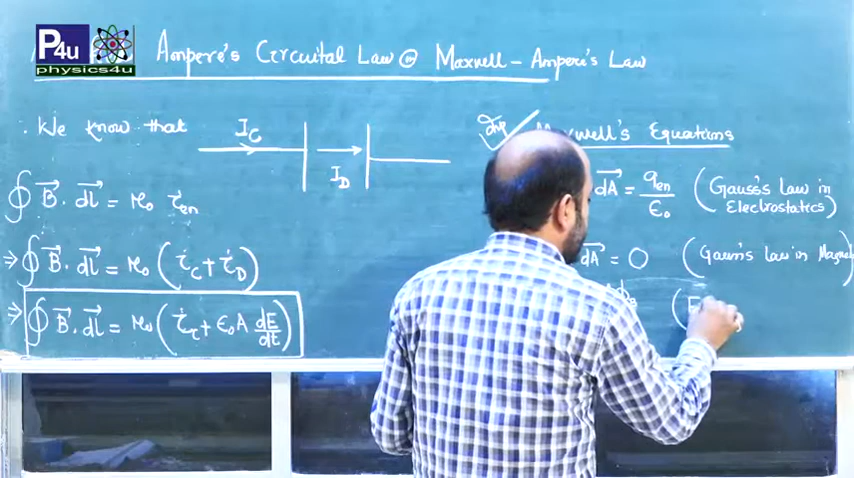 P4u
physics4u
Ampere's Circuital Law @ Maxwell - Ampere's Law
We know that
I_C
I_D
∮ B⃗ . dl⃗ = μ₀ i_en
⇒ ∮ B⃗ . dl⃗ = μ₀ (i_C + i_D)
⇒ ∮ B⃗ . dl⃗ = μ₀ (i_c + ε₀ A dE/dt)
Imp
Maxwell's Equations
dA⃗ = q_en/ε₀ (Gauss's Law in Electrostatics)
dA⃗ = 0 (Gauss's Law in